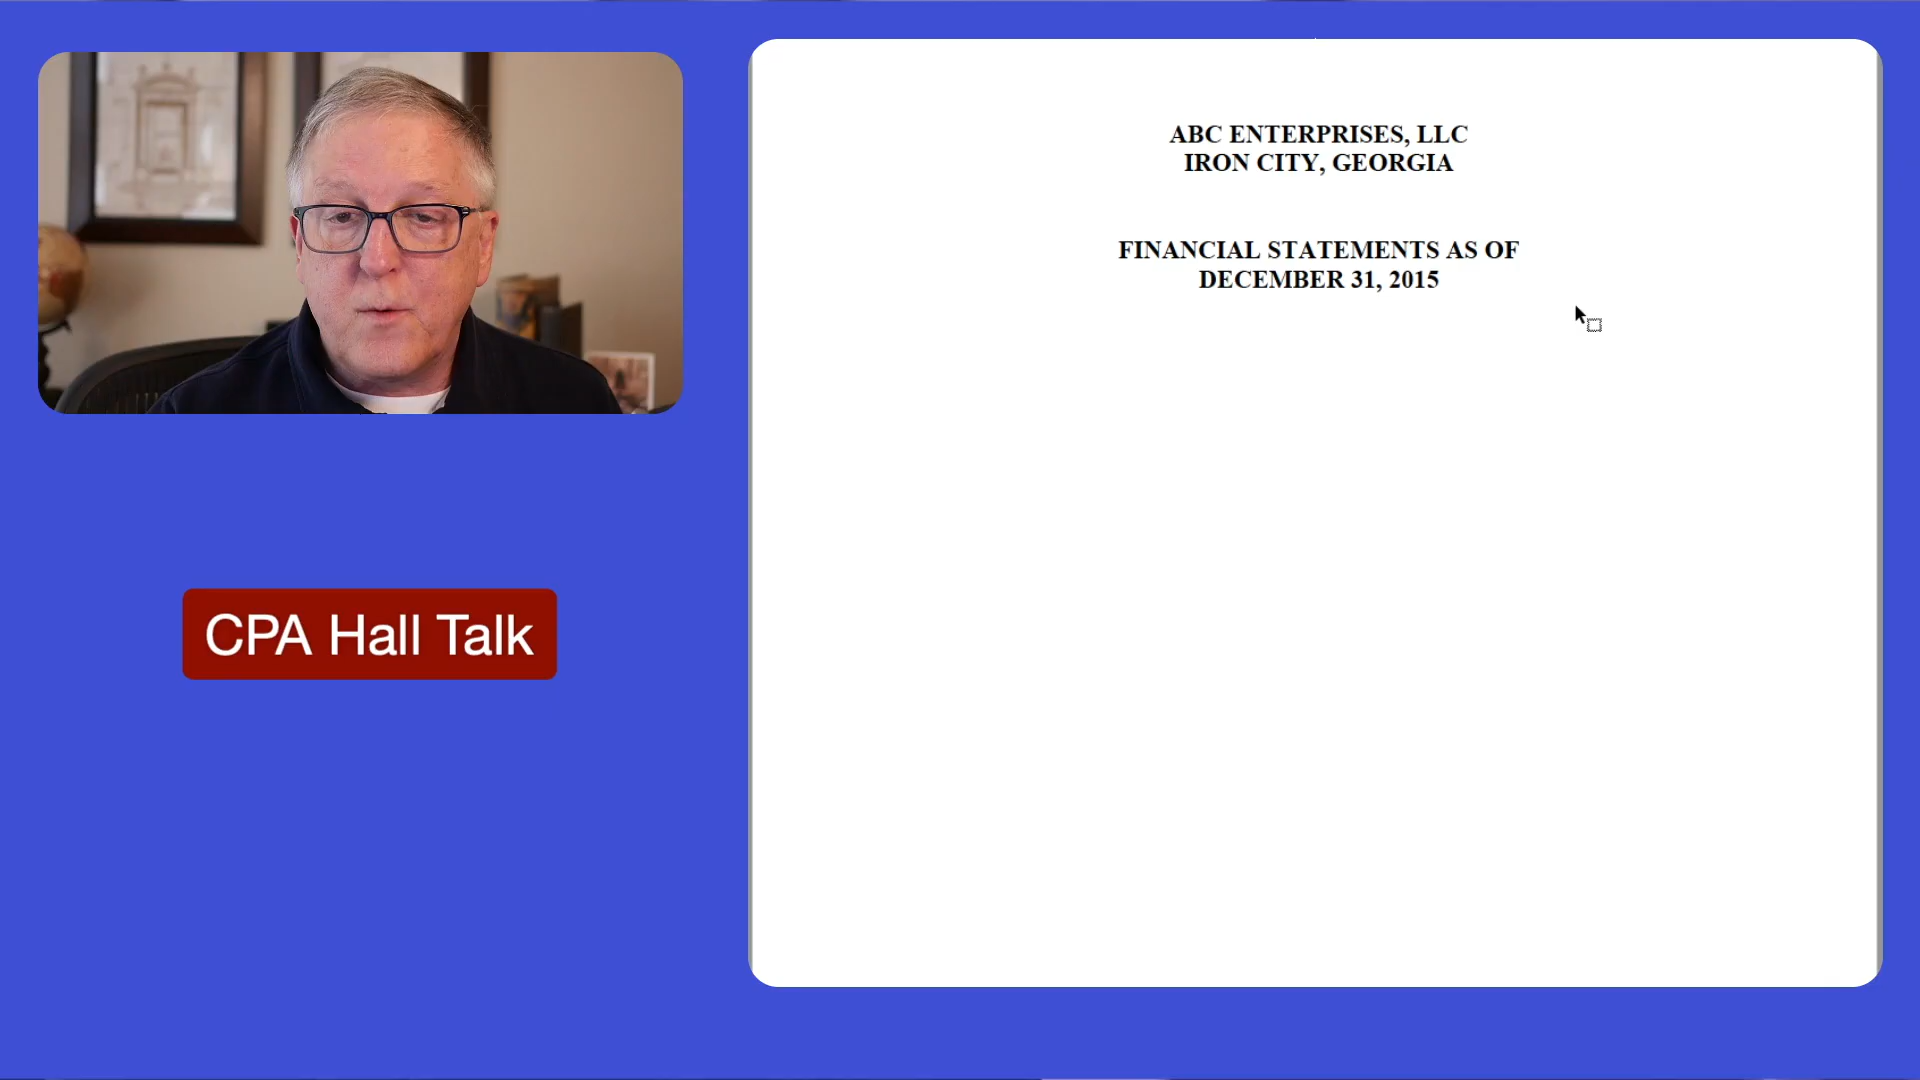 ABC ENTERPRISES, LLC
IRON CITY, GEORGIA
FINANCIAL STATEMENTS AS OF
DECEMBER 31, 2015
CPA Hall Talk